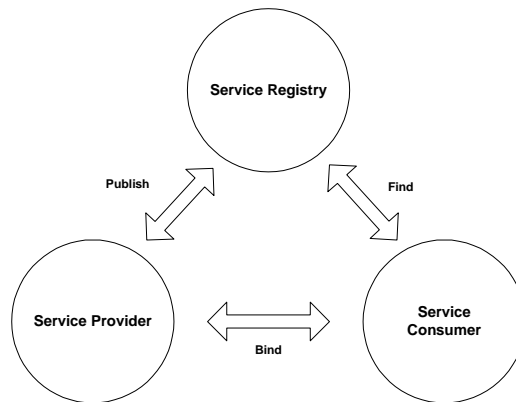 Service Registry
Publish
Find
Service Provider
Service
Consumer
Bind